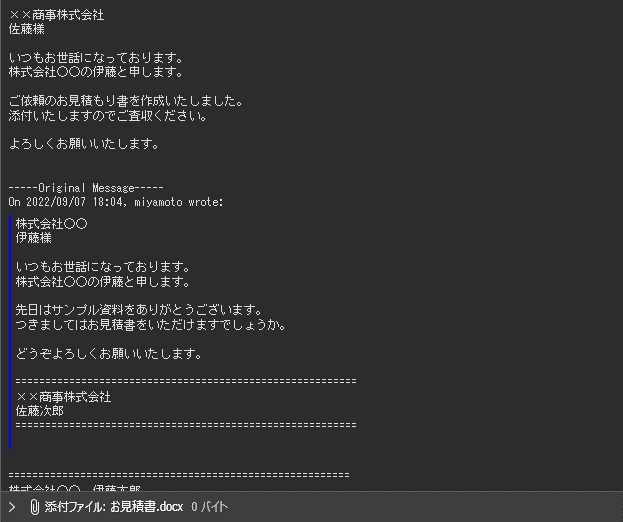 ××商事株式会社
佐藤様
いつもお世話になっております。
株式会社〇〇の伊藤と申します。
ご依頼のお見積もり書を作成いたしました。
添付いたしますのでご査収ください。
よろしくお願いいたします。
-----Original Message-----
On 2022/09/07 18:04, miyamoto wrote:
株式会社〇〇
伊藤様
いつもお世話になっております。
株式会社〇〇の伊藤と申します。
先日はサンプル資料をありがとうございます。
つきましてはお見積書をいただけますでしょうか。
どうぞよろしくお願いいたします。
=========================================================
××商事株式会社
佐藤次郎
=========================================================
=========================================================
株式会社〇〇 伊藤太郎
添付ファイル: お見積書.docx 0 バイト